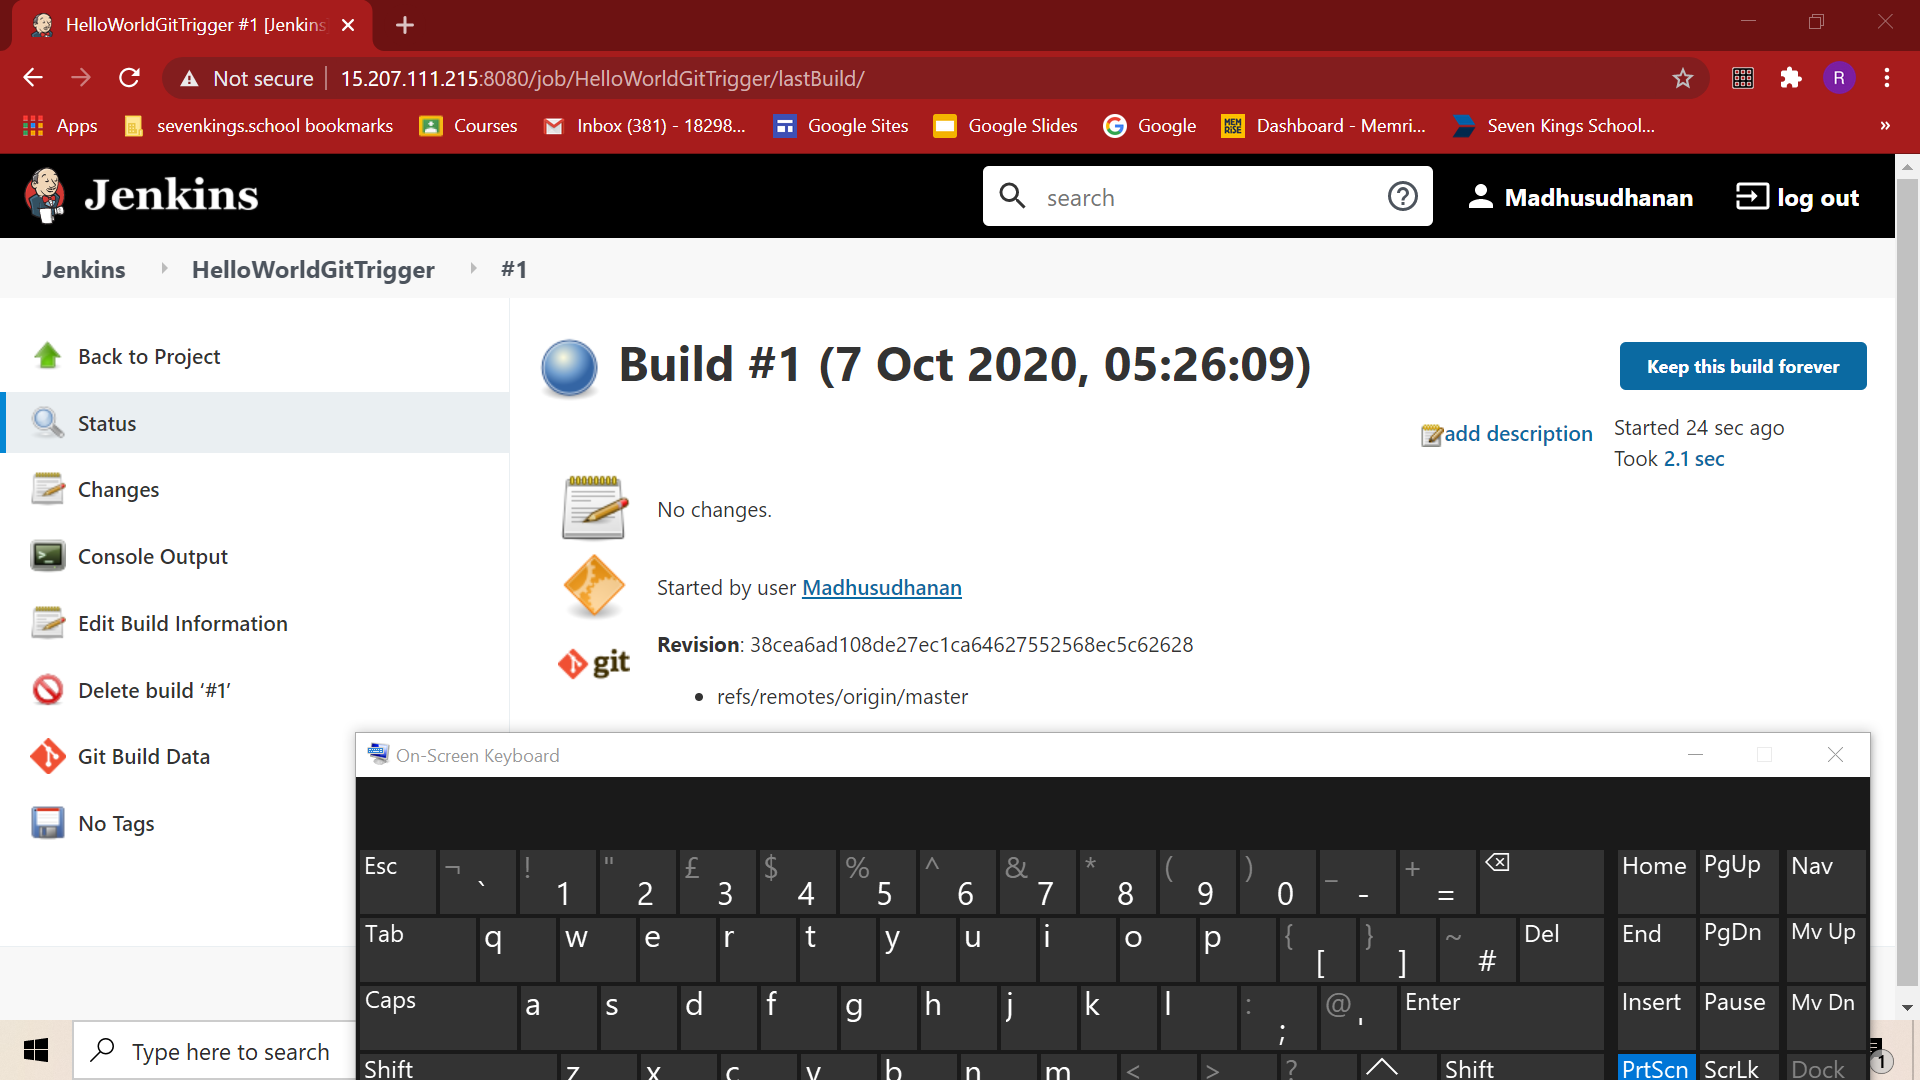 HelloWorldGitTrigger #1 [Jenkins
Not secure
15.207.111.215:8080/job/HelloWorldGitTrigger/lastBuild/
R
Apps
sevenkings.school bookmarks
Courses
Inbox (381) - 18298...
Google Sites
Google Slides
Google
MEM RISE
Dashboard - Memri...
Seven Kings School...
»
Jenkins
search
Madhusudhanan
log out
Jenkins
HelloWorldGitTrigger
#1
Back to Project
Status
Changes
Console Output
Edit Build Information
Delete build ‘#1’
Git Build Data
No Tags
Build #1 (7 Oct 2020, 05:26:09)
Keep this build forever
add description
Started 24 sec ago
Took 2.1 sec
No changes.
Started by user Madhusudhanan
git
Revision: 38cea6ad108de27ec1ca64627552568ec5c62628
• refs/remotes/origin/master
On-Screen Keyboard
Esc ¬ ` ! 1 " 2 £ 3 $ 4 % 5 ^ 6 & 7 * 8 ( 9 ) 0 _ - + = Home PgUp Nav
Tab q w e r t y u i o p { [ } ] ~ # Del End PgDn Mv Up
Caps a s d f g h j k l : ; @ ' Enter Insert Pause Mv Dn
Shift z x c v b n m < > ? Shift PrtScn ScrLk Dock
Type here to search
1